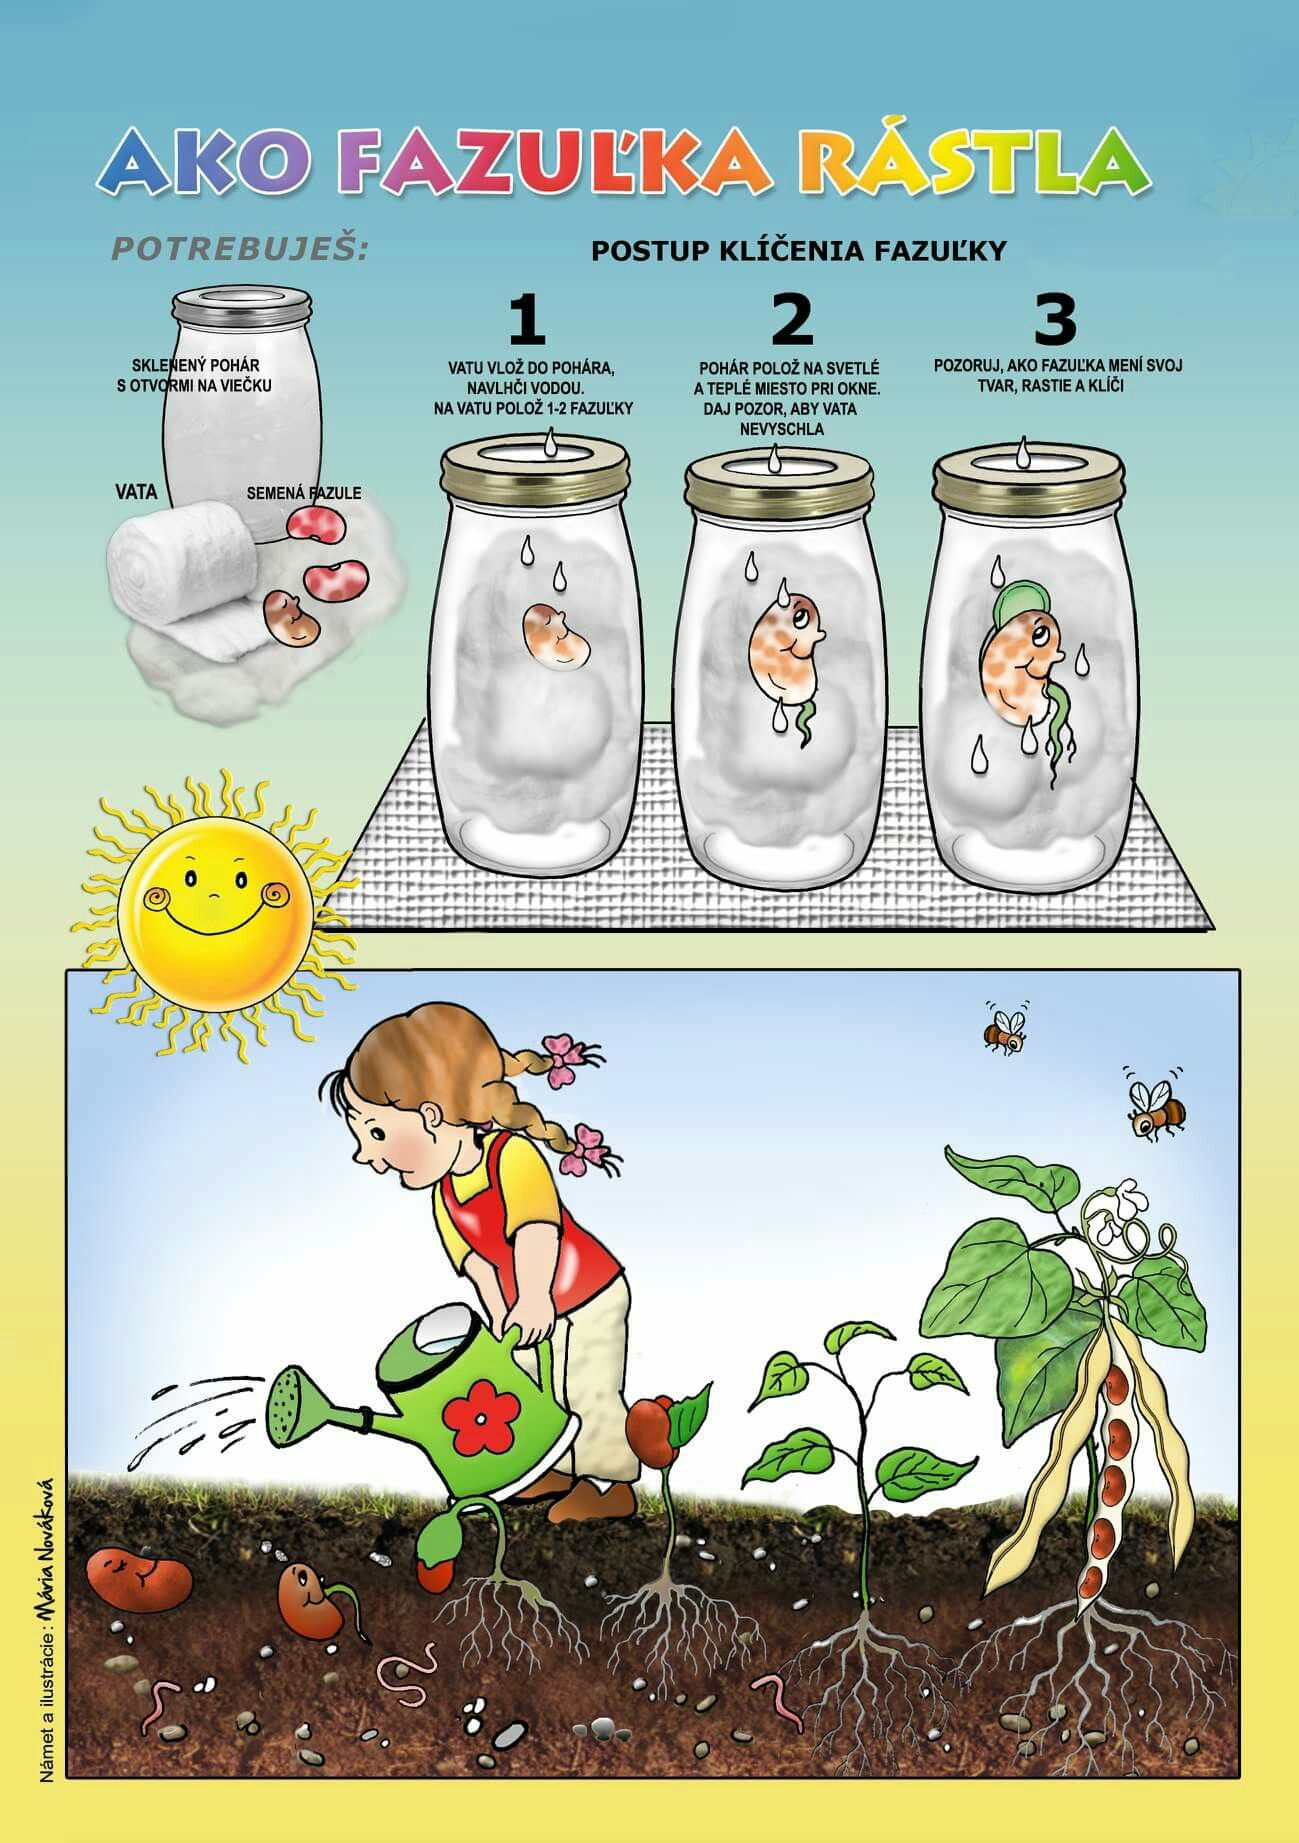 AKO FAZUĽKA RÁSTLA
POTREBUJEŠ:
SKLENENÝ POHÁR
S OTVORMI NA VIEČKU
VATA
SEMENÁ FAZULE
POSTUP KLÍČENIA FAZUĽKY
1
VATU VLOŽ DO POHÁRA,
NAVLHČI VODOU.
NA VATU POLOŽ 1-2 FAZUĽKY
2
POHÁR POLOŽ NA SVETLÉ
A TEPLÉ MIESTO PRI OKNE.
DAJ POZOR, ABY VATA
NEVYSCHLA
3
POZORUJ, AKO FAZUĽKA MENÍ SVOJ
TVAR, RASTIE A KLÍČI
Námet a ilustrácie: Mária Nováková